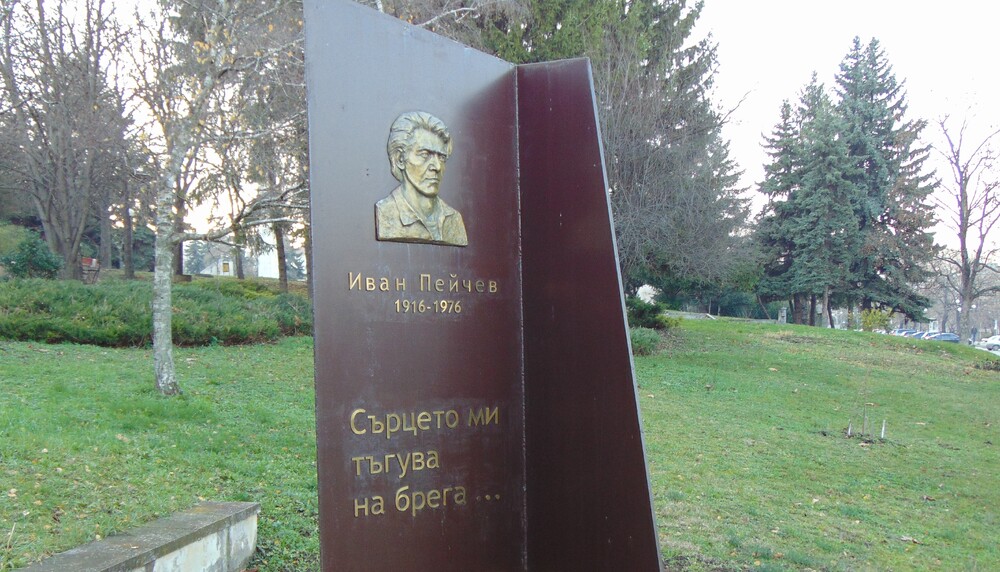 Иван Пейчев
1916-1976
Сърцето ми
тъгува
на брега ...